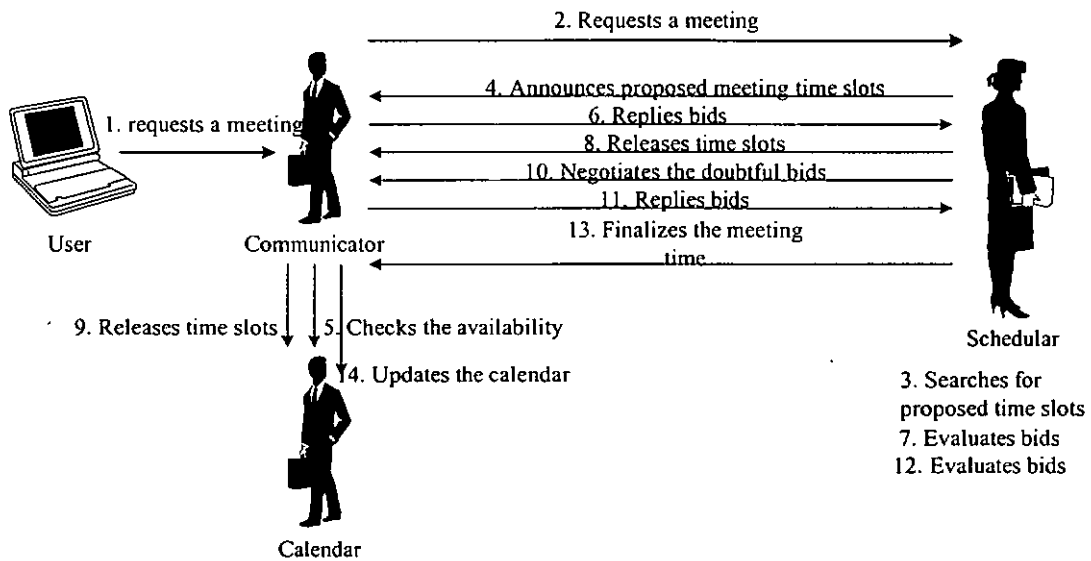 2. Requests a meeting
4. Announces proposed meeting time slots
1. requests a meeting
6. Replies bids
8. Releases time slots
10. Negotiates the doubtful bids
11. Replies bids
User
Communicator
13. Finalizes the meeting
time
9. Releases time slots
5. Checks the availability
Schedular
14. Updates the calendar
3. Searches for
proposed time slots
7. Evaluates bids
12. Evaluates bids
Calendar